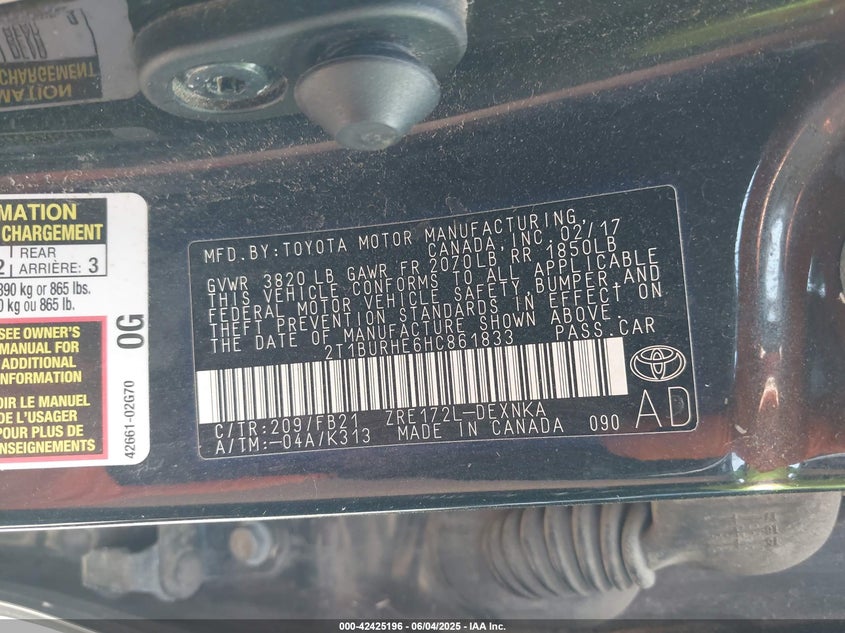 MATION
CHARGEMENT
REAR
2 ARRIÈRE: 3
390 kg or 865 lbs.
0 kg ou 865 lb.
SEE OWNER'S
MANUAL FOR
ADDITIONAL
INFORMATION
OIR LE MANUEL
DE L'USAGER
POUR PLUS DE
ENSEIGNEMENTS
42661-02G70
0G
MFD. BY: TOYOTA MOTOR MANUFACTURING,
CANADA, INC. 02/17
GVWR 3820 LB GAWR FR 2070LB RR 1850LB
THIS VEHICLE CONFORMS TO ALL APPLICABLE
FEDERAL MOTOR VEHICLE SAFETY, BUMPER AND
THEFT PREVENTION STANDARDS IN EFFECT ON
THE DATE OF MANUFACTURE SHOWN ABOVE.
2T1BURHE6HC861833 PASS. CAR
C/TR: 209/FB21 ZRE172L-DEXNKA
A/TM: -04A/K313 MADE IN CANADA 090
AD
000-42425196 - 06/04/2025 - IAA Inc.